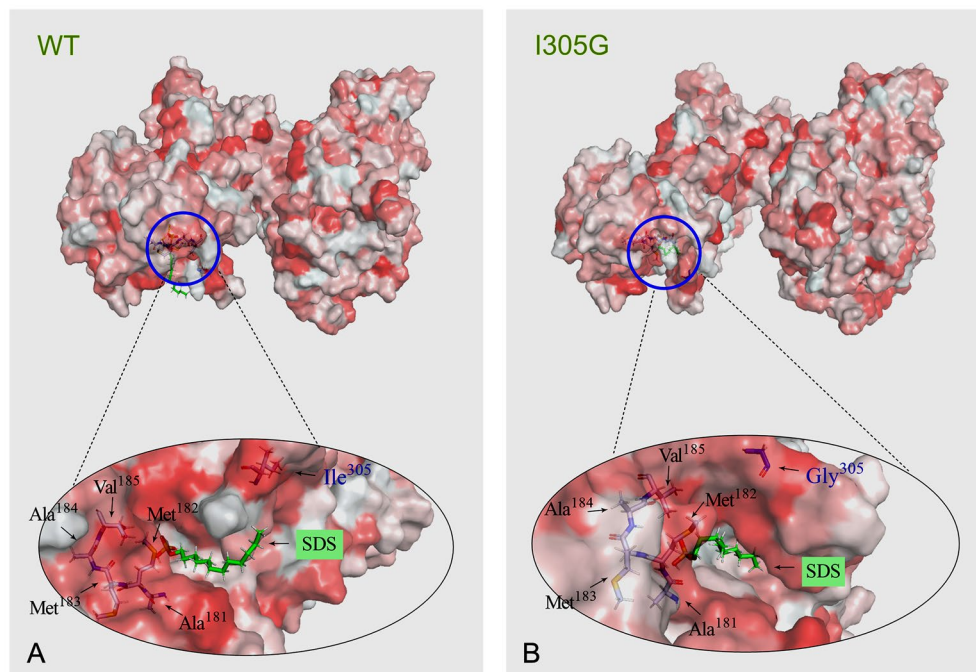 WT
Ile³⁰⁵
Val¹⁸⁵
Ala¹⁸⁴
Met¹⁸²
SDS
Met¹⁸³
Ala¹⁸¹
A
I305G
Val¹⁸⁵
Gly³⁰⁵
Ala¹⁸⁴
Met¹⁸²
SDS
Met¹⁸³
Ala¹⁸¹
B